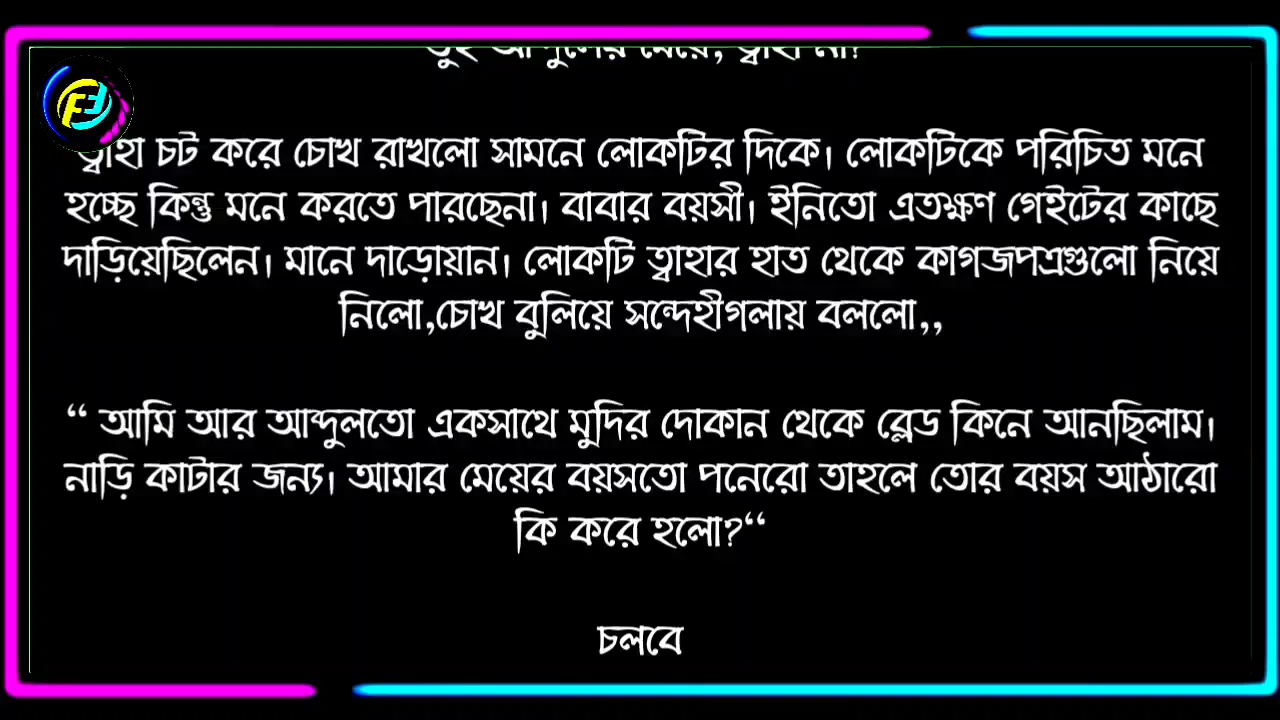 তুই আব্দুলের মেয়ে, ত্বাহা না?
ত্বাহা চট করে চোখ রাখলো সামনে লোকটির দিকে। লোকটিকে পরিচিত মনে
হচ্ছে কিন্তু মনে করতে পারছেনা। বাবার বয়সী। ইনিতো এতক্ষণ গেইটের কাছে
দাড়িয়েছিলেন। মানে দাড়োয়ান। লোকটি ত্বাহার হাত থেকে কাগজপত্রগুলো নিয়ে
নিলো,চোখ বুলিয়ে সন্দেহীগলায় বললো,,
“ আমি আর আব্দুলতো একসাথে মুদির দোকান থেকে ব্লেড কিনে আনছিলাম।
নাড়ি কাটার জন্য। আমার মেয়ের বয়সতো পনেরো তাহলে তোর বয়স আঠারো
কি করে হলো?“
চলবে